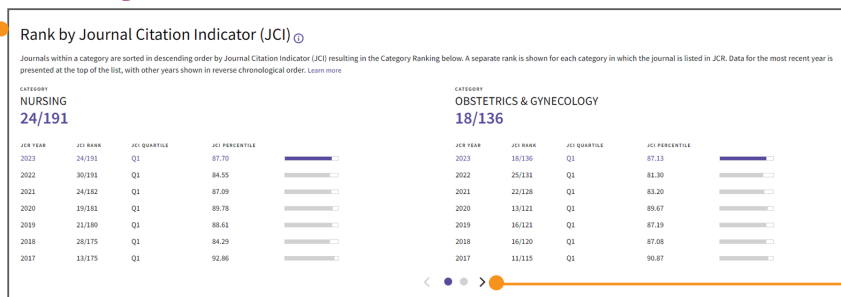 Rank by Journal Citation Indicator (JCI)
Journals within a category are sorted in descending order by Journal Citation Indicator (JCI) resulting in the Category Ranking below. A separate rank is shown for each category in which the journal is listed in JCR. Data for the most recent year is
presented at the top of the list, with other years shown in reverse chronological order. Learn more
CATEGORY
NURSING
24/191
JCR YEAR JCI RANK JCI QUARTILE JCI PERCENTILE
2023 24/191 Q1 87.70
2022 30/191 Q1 84.55
2021 24/182 Q1 87.09
2020 19/181 Q1 89.78
2019 21/180 Q1 88.61
2018 28/175 Q1 84.29
2017 13/175 Q1 92.86
CATEGORY
OBSTETRICS & GYNECOLOGY
18/136
JCR YEAR JCI RANK JCI QUARTILE JCI PERCENTILE
2023 18/136 Q1 87.13
2022 25/131 Q1 81.30
2021 22/128 Q1 83.20
2020 13/121 Q1 89.67
2019 16/121 Q1 87.19
2018 16/120 Q1 87.08
2017 11/115 Q1 90.87